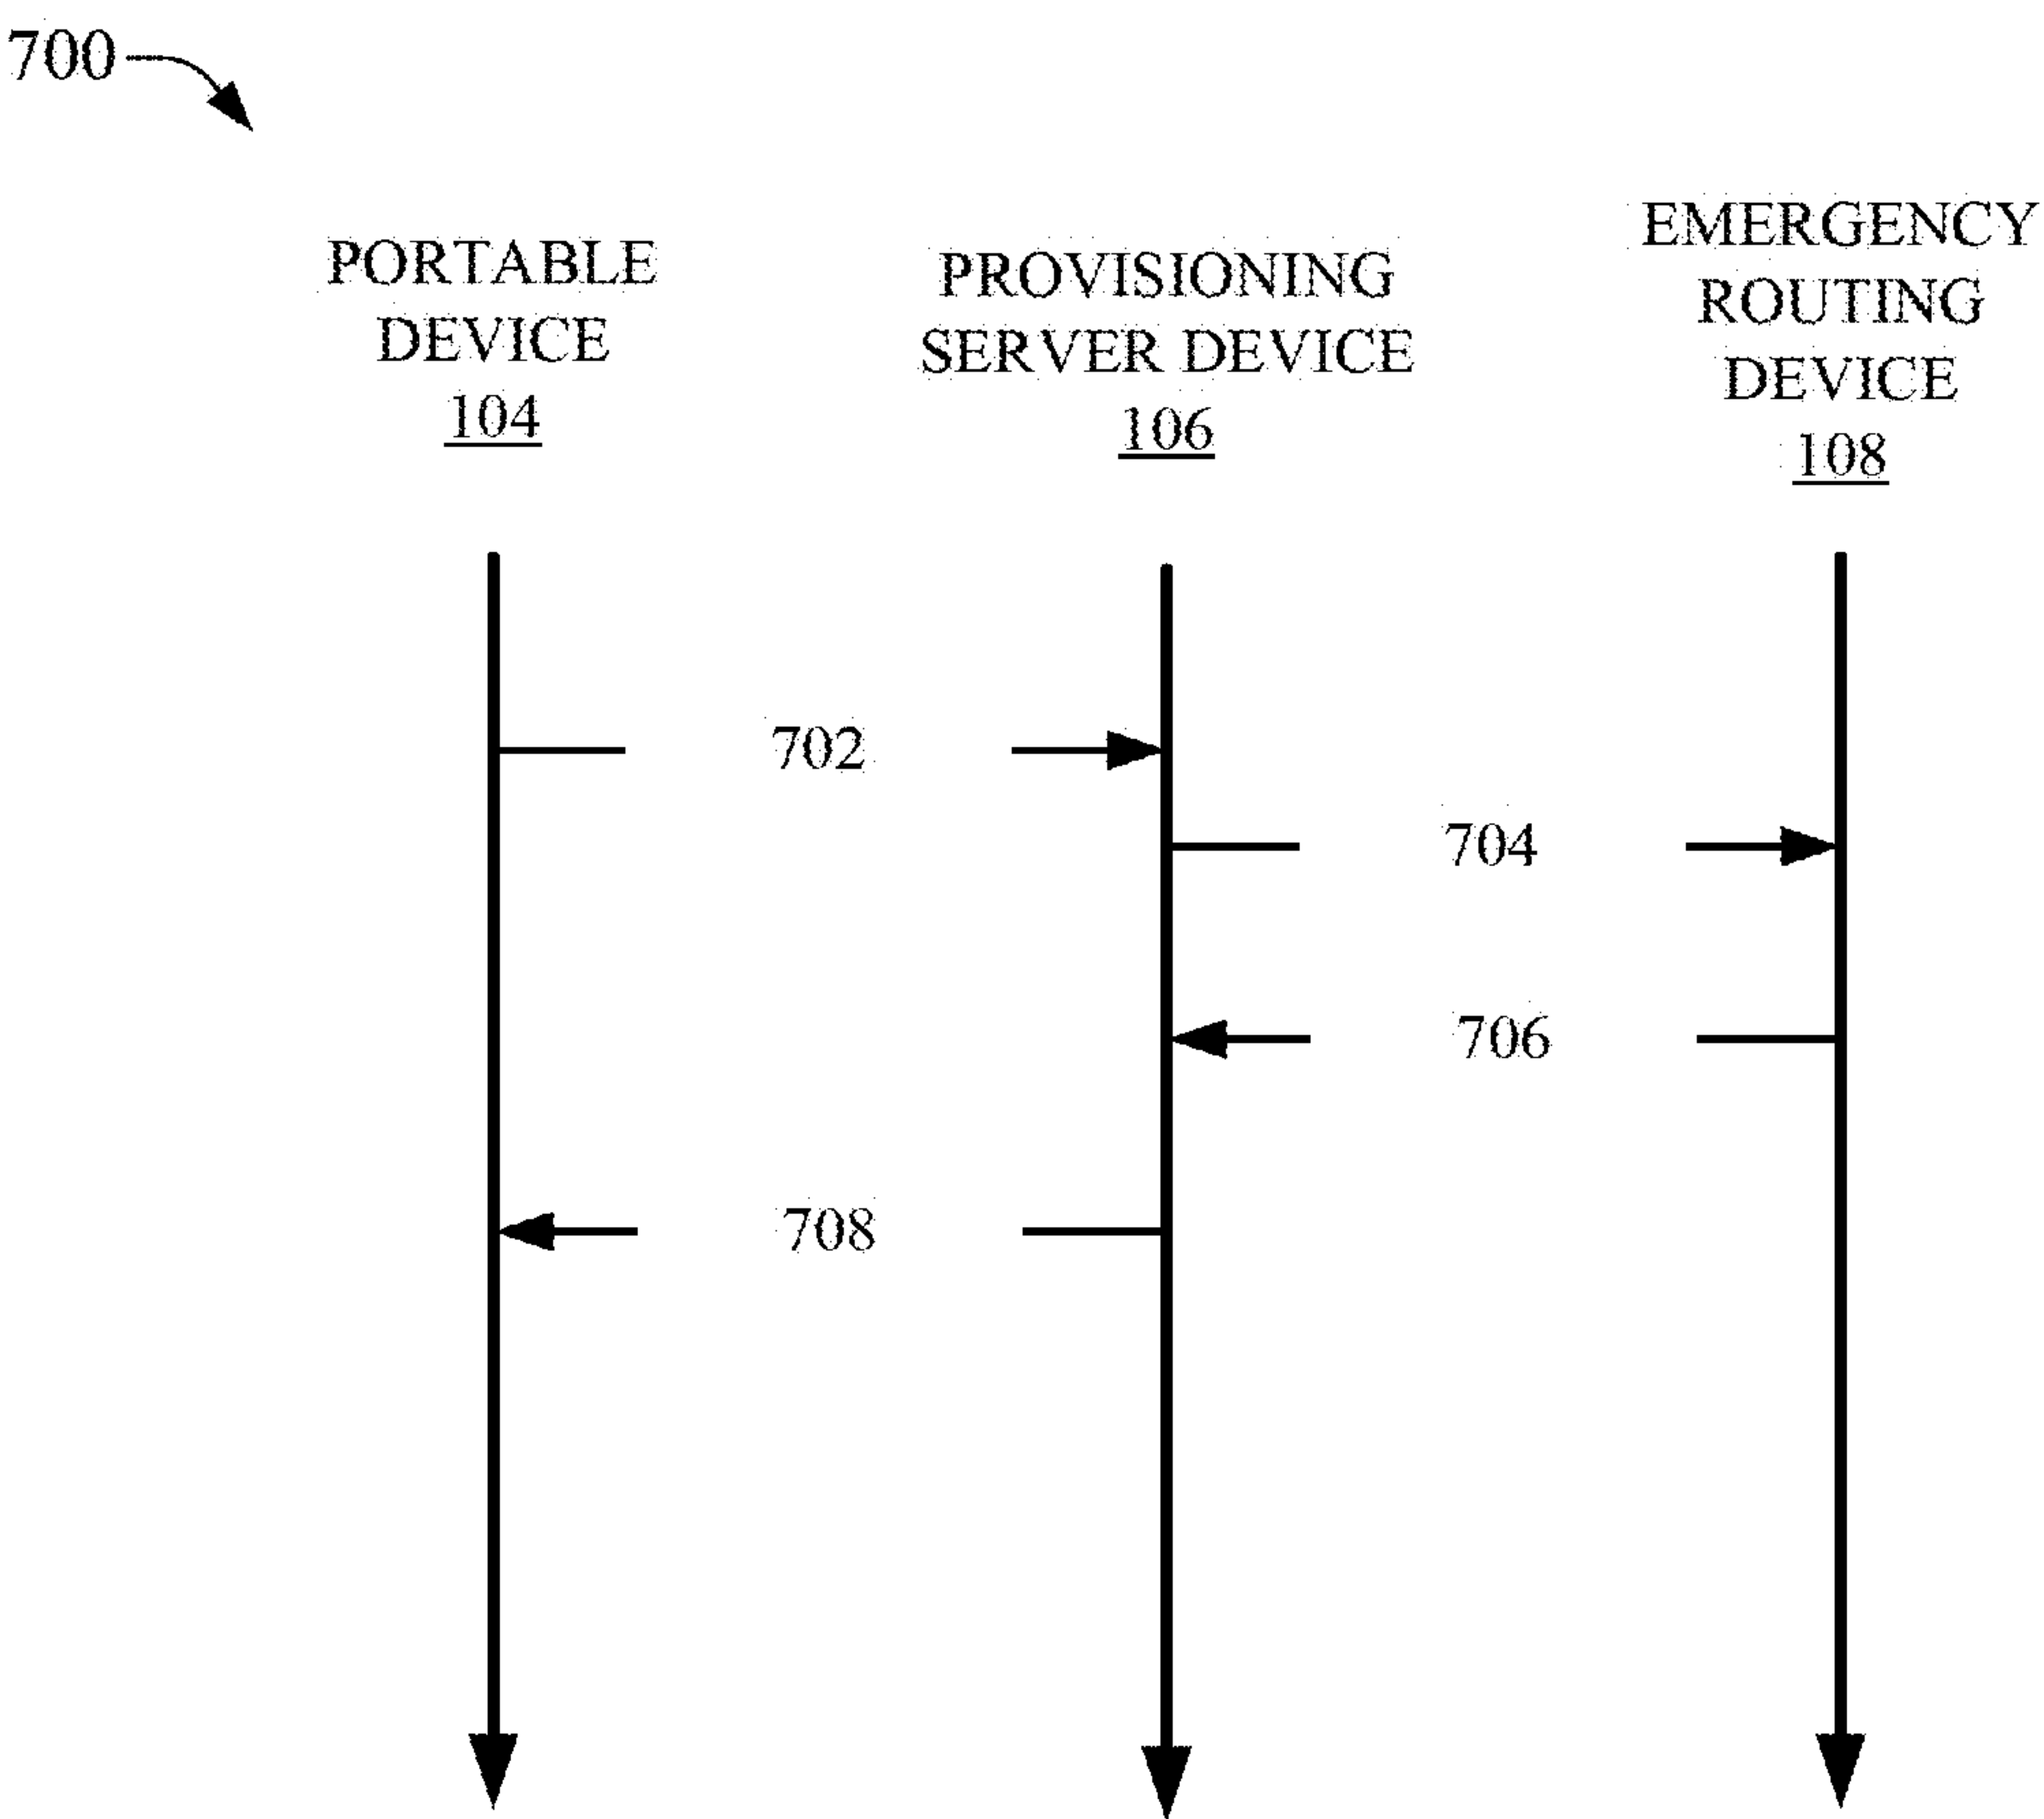 700
PORTABLE
DEVICE
104
PROVISIONING
SERVER DEVICE
106
EMERGENCY
ROUTING
DEVICE
108
702
704
706
708